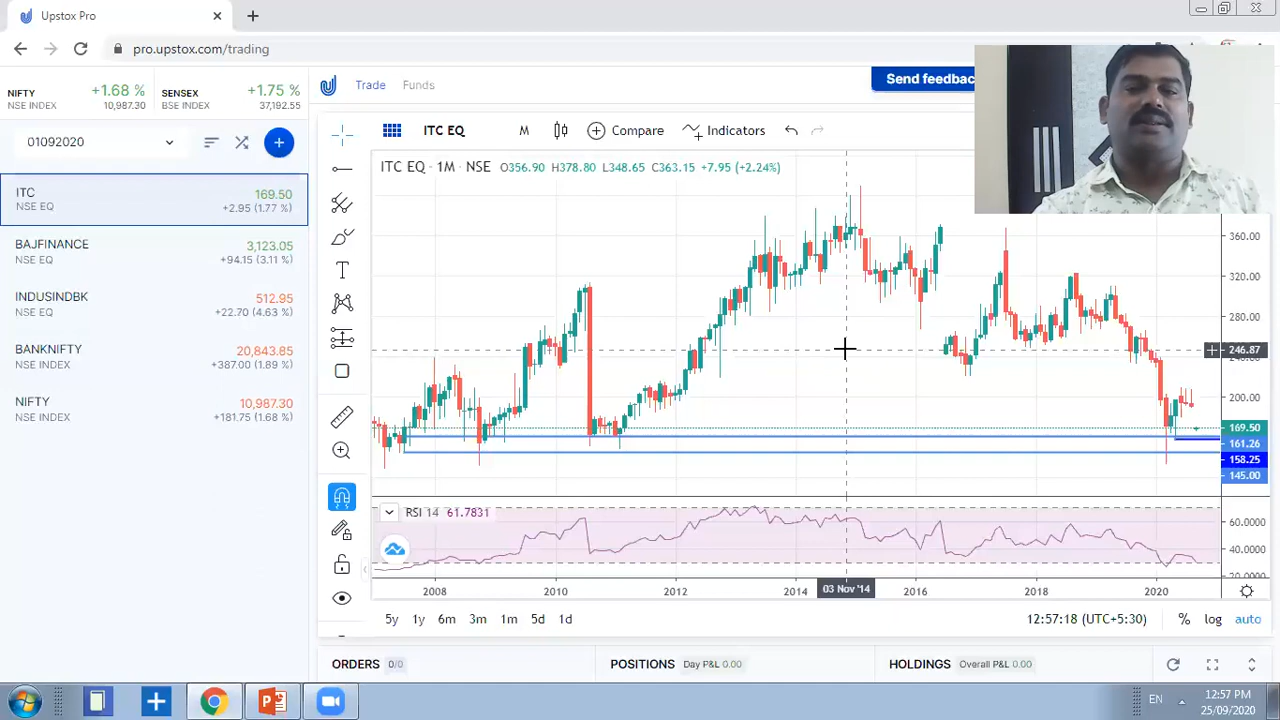 Upstox Pro
pro.upstox.com/trading
NIFTY +1.68 %
NSE INDEX 10,987.30
SENSEX +1.75 %
BSE INDEX 37,182.55
Trade Funds
Send feedbac
01092020
ITC 169.50
NSE EQ +2.95 (1.77 %)
BAJFINANCE 3,123.05
NSE EQ +94.15 (3.11 %)
INDUSINDBK 512.95
NSE EQ +22.70 (4.63 %)
BANKNIFTY 20,843.85
NSE INDEX +387.00 (1.89 %)
NIFTY 10,987.30
NSE INDEX +181.75 (1.68 %)
ITC EQ M Compare Indicators
ITC EQ · 1M · NSE O356.90 H378.80 L348.65 C363.15 +7.95 (+2.24%)
360.00
320.00
280.00
246.87
200.00
169.50
161.26
158.25
145.00
RSI 14 61.7831
60.0000
40.0000
20.0000
2008 2010 2012 2014 03 Nov '14 2016 2018 2020
5y 1y 6m 3m 1m 5d 1d 12:57:18 (UTC+5:30) % log auto
ORDERS 0/0 POSITIONS Day P&L 0.00 HOLDINGS Overall P&L 0.00
EN 12:57 PM
25/09/2020